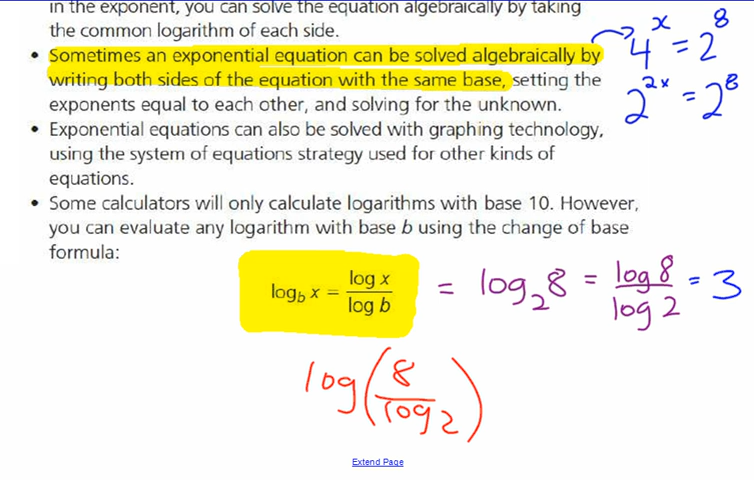 in the exponent, you can solve the equation algebraically by taking
the common logarithm of each side.
• Sometimes an exponential equation can be solved algebraically by
writing both sides of the equation with the same base, setting the
exponents equal to each other, and solving for the unknown.
4^x = 2^8
2^2x = 2^8
• Exponential equations can also be solved with graphing technology,
using the system of equations strategy used for other kinds of
equations.
• Some calculators will only calculate logarithms with base 10. However,
you can evaluate any logarithm with base b using the change of base
formula:
log_b x = log x / log b = log_2 8 = log 8 / log 2 = 3
log(8 / log 2)
Extend Page